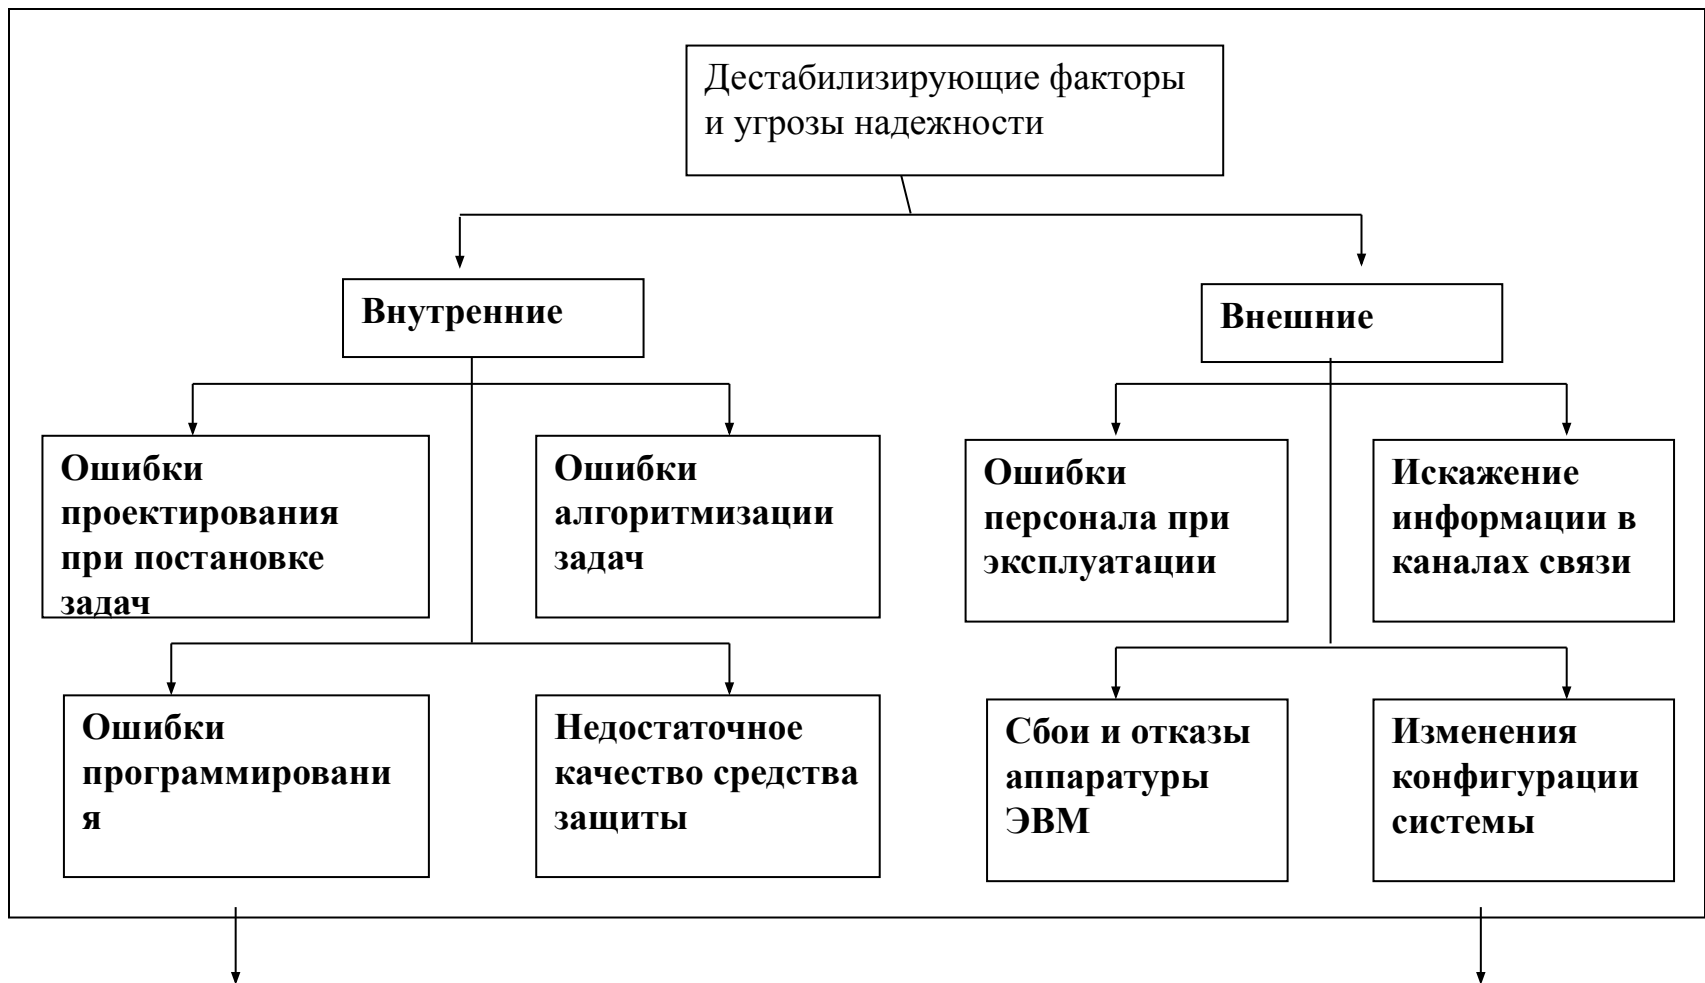 Дестабилизирующие факторы
и угрозы надежности
Внутренние
Внешние
Ошибки
проектирования
при постановке
задач
Ошибки
алгоритмизации
задач
Ошибки
персонала при
эксплуатации
Искажение
информации в
каналах связи
Ошибки
программировани
я
Недостаточное
качество средства
защиты
Сбои и отказы
аппаратуры
ЭВМ
Изменения
конфигурации
системы